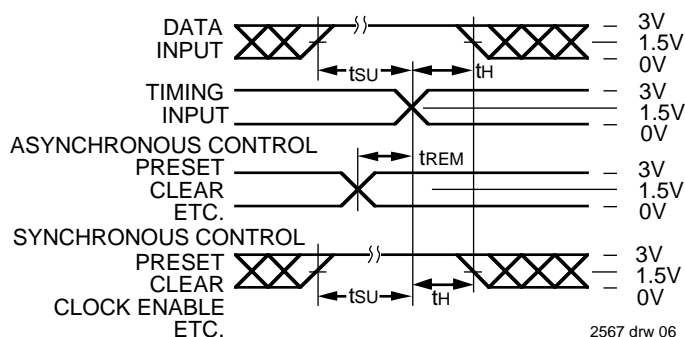 DATA
INPUT
3V
1.5V
0V
tSU
tH
TIMING
INPUT
3V
1.5V
0V
ASYNCHRONOUS CONTROL
PRESET
CLEAR
ETC.
tREM
3V
1.5V
0V
SYNCHRONOUS CONTROL
PRESET
CLEAR
CLOCK ENABLE
ETC.
tSU
tH
3V
1.5V
0V
2567 drw 06